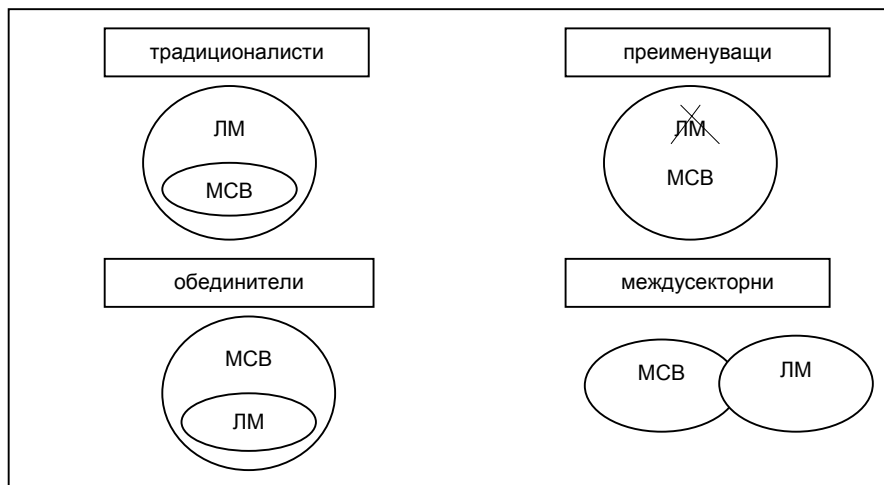 традиционалисти
ЛМ
МСВ
преименуващи
ЛМ
МСВ
обединители
МСВ
ЛМ
междусекторни
МСВ
ЛМ